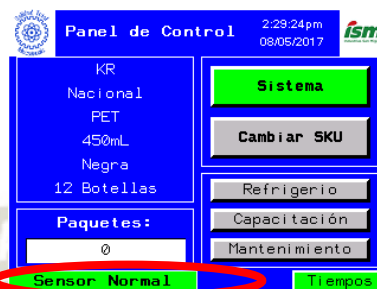 Panel de Control
2:29:24pm
08/05/2017
ism
KR
Nacional
PET
450mL
Negra
12 Botellas
Paquetes:
0
Sistema
Cambiar SKU
Refrigerio
Capacitación
Mantenimiento
Sensor Normal
Tiempos